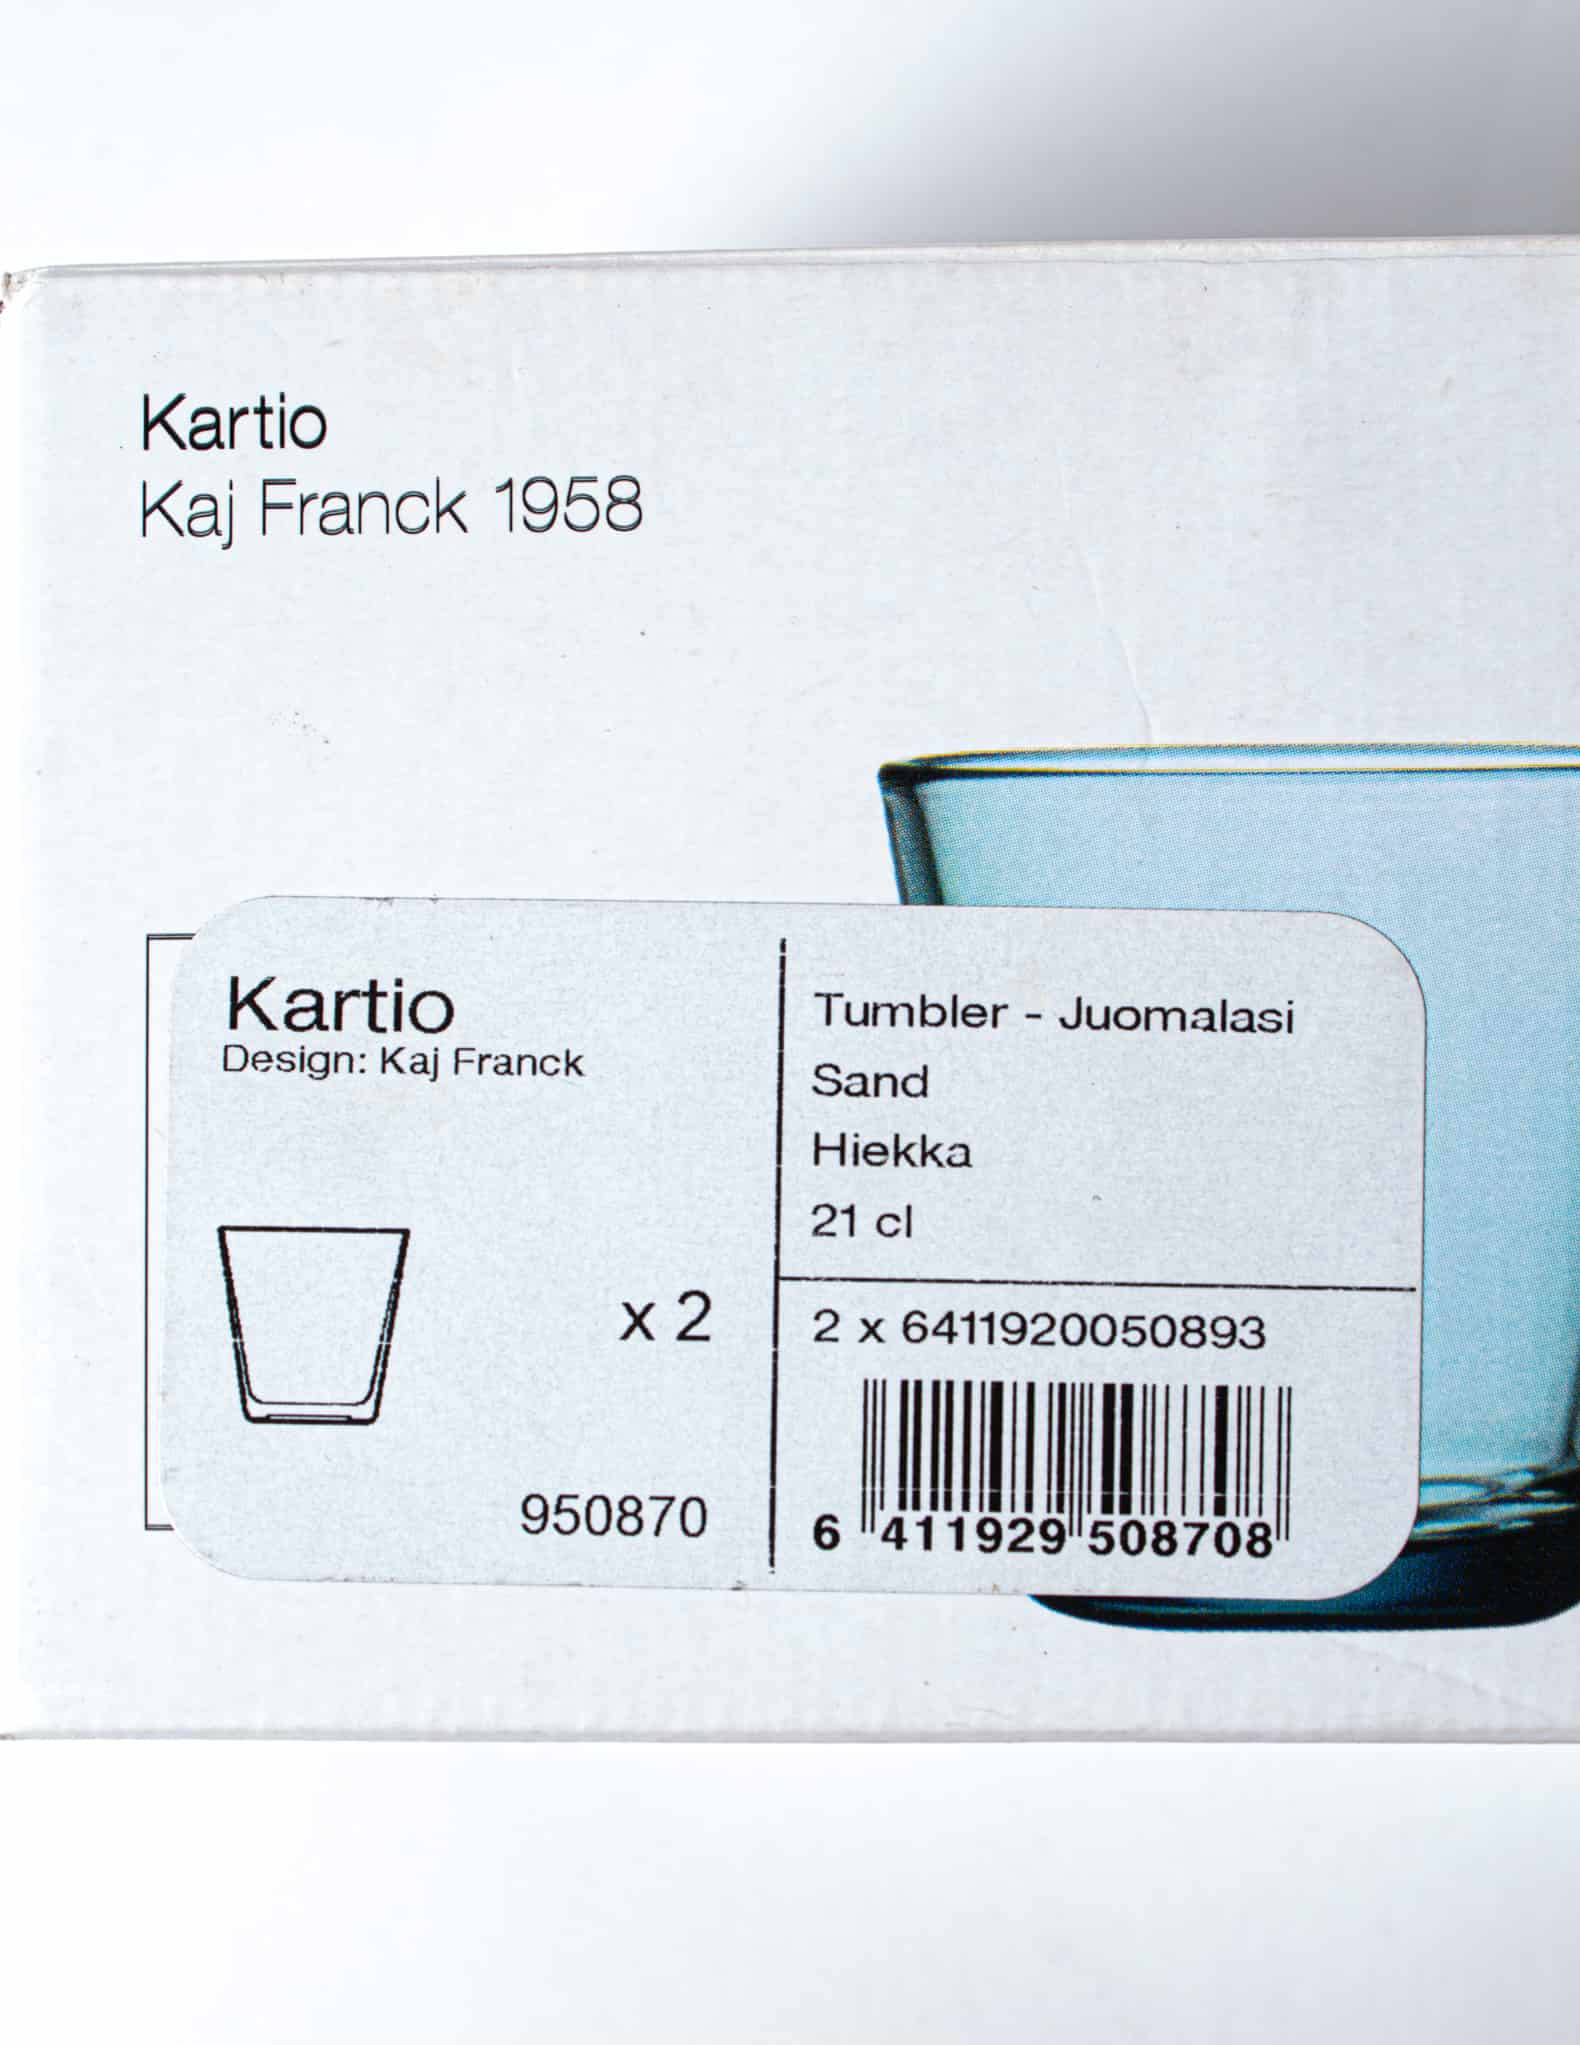 Kartio
Kaj Franck 1958
Kartio
Design: Kaj Franck
x 2
950870
Tumbler - Juomalasi
Sand
Hiekka
21 cl
2 x 6411920050893
6 411929 508708